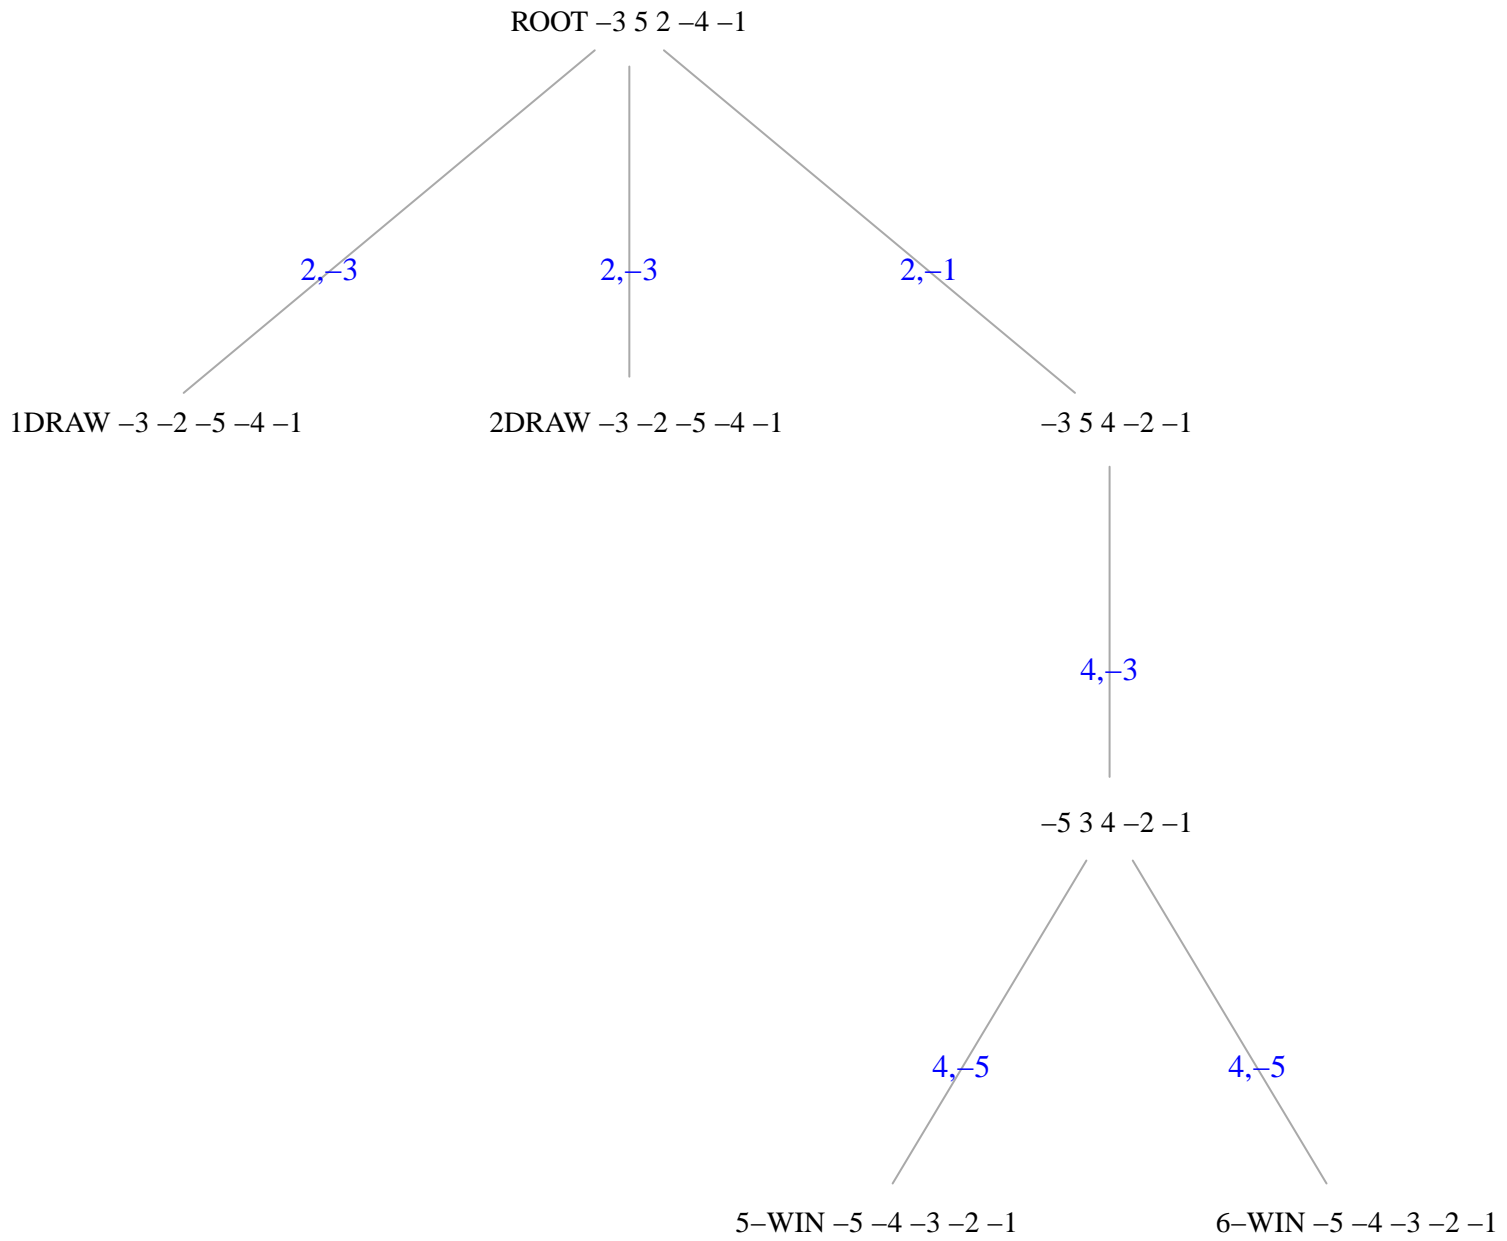 ROOT –3 5 2 –4 –1
2,–3
2,–3
2,–1
1DRAW –3 –2 –5 –4 –1
2DRAW –3 –2 –5 –4 –1
–3 5 4 –2 –1
4,–3
–5 3 4 –2 –1
4,–5
4,–5
5–WIN –5 –4 –3 –2 –1
6–WIN –5 –4 –3 –2 –1